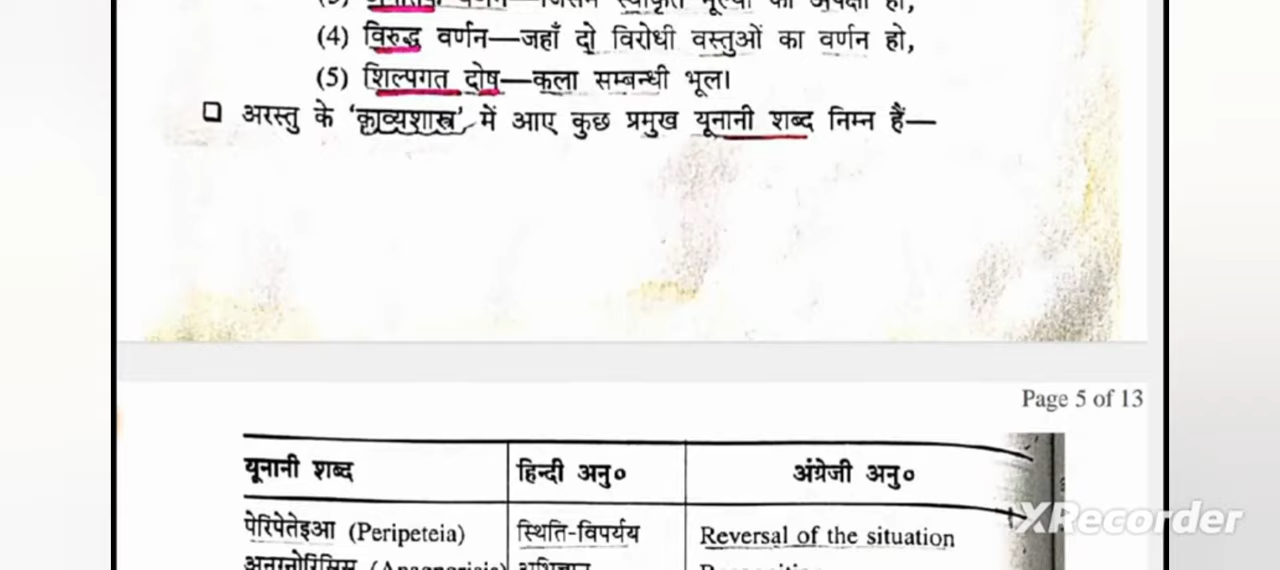 (4) विरुद्ध वर्णन—जहाँ दो विरोधी वस्तुओं का वर्णन हो,
(5) शिल्पगत दोष—कला सम्बन्धी भूल।
❑ अरस्तु के 'काव्यशास्त्र' में आए कुछ प्रमुख यूनानी शब्द निम्न हैं—
Page 5 of 13
यूनानी शब्द हिन्दी अनु० अंग्रेजी अनु०
XRecorder
पेरिपेतेइआ (Peripeteia) स्थिति-विपर्यय Reversal of the situation